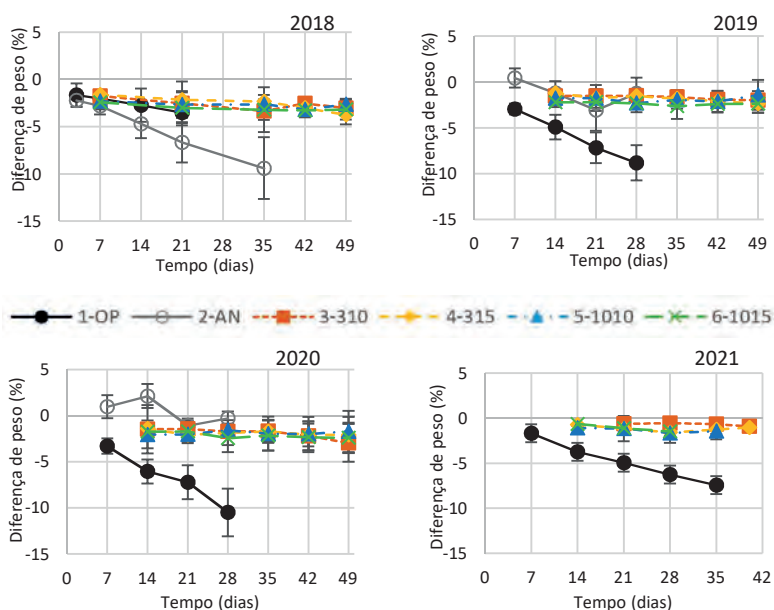 2018
Diferença de peso (%)
5
0
-5
-10
-15
0 7 14 21 28 35 42 49
Tempo (dias)
2019
Diferença de peso (%)
5
0
-5
-10
-15
0 7 14 21 28 35 42 49
Tempo (dias)
1-OP 2-AN 3-310 4-315 5-1010 6-1015
2020
Diferença de peso (%)
5
0
-5
-10
-15
0 7 14 21 28 35 42 49
Tempo (dias)
2021
Diferença de peso (%)
5
0
-5
-10
-15
0 7 14 21 28 35 42
Tempo (dias)